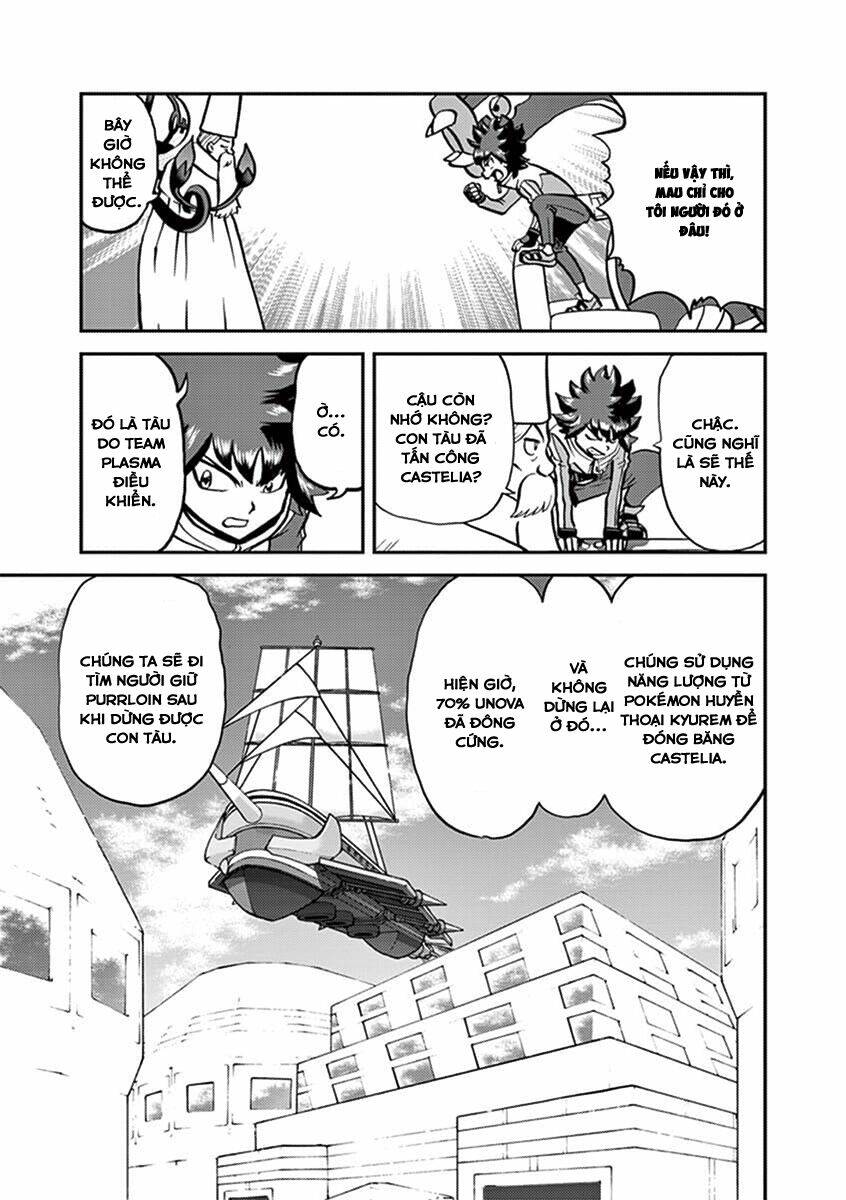 NẾU VẬY THÌ,
MAU CHỈ CHO
TÔI NGƯỜI ĐÓ Ở
ĐÂU!
BÂY
GIỜ
KHÔNG
THỂ
ĐƯỢC.
CHẬC.
CŨNG NGHĨ
LÀ SẼ THẾ
NÀY.
CẬU CÒN
NHỚ KHÔNG?
CON TÀU ĐÃ
TẤN CÔNG
CASTELIA?
Ờ...
CÓ.
ĐÓ LÀ TÀU
DO TEAM
PLASMA
ĐIỀU
KHIỂN.
CHÚNG SỬ DỤNG
NĂNG LƯỢNG TỪ
POKÉMON HUYỀN
THOẠI KYUREM ĐỂ
ĐÓNG BĂNG
CASTELIA.
VÀ
KHÔNG
DỪNG LẠI
Ở ĐÓ...
HIỆN GIỜ,
70% UNOVA
ĐÃ ĐÔNG
CỨNG.
CHÚNG TA SẼ ĐI
TÌM NGƯỜI GIỮ
PURRLOIN SAU
KHI DỪNG ĐƯỢC
CON TÀU.